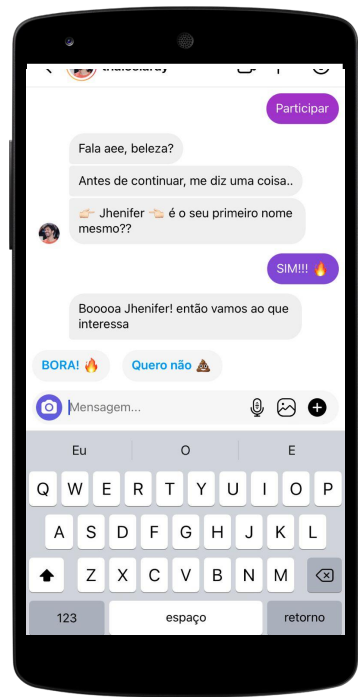 Participar
Fala aee, beleza?
Antes de continuar, me diz uma coisa..
👉🏻 Jhenifer 👈🏻 é o seu primeiro nome
mesmo??
SIM!!! 🔥
Booooa Jhenifer! então vamos ao que
interessa
BORA! 🔥 Quero não 💩
Mensagem...
Eu O E
Q W E R T Y U I O P
A S D F G H J K L
Z X C V B N M
123 espaço retorno